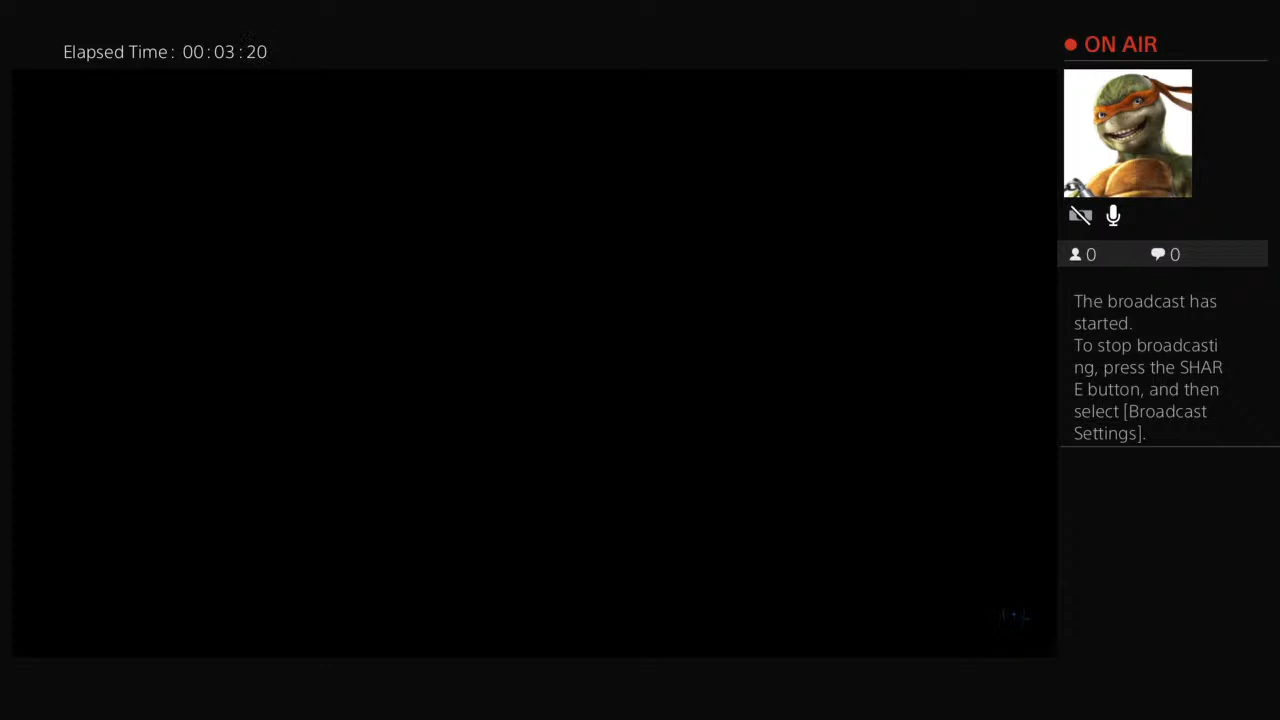 Elapsed Time: 00:03:20
ON AIR
0 0
The broadcast has
started.
To stop broadcasti
ng, press the SHAR
E button, and then
select [Broadcast
Settings].